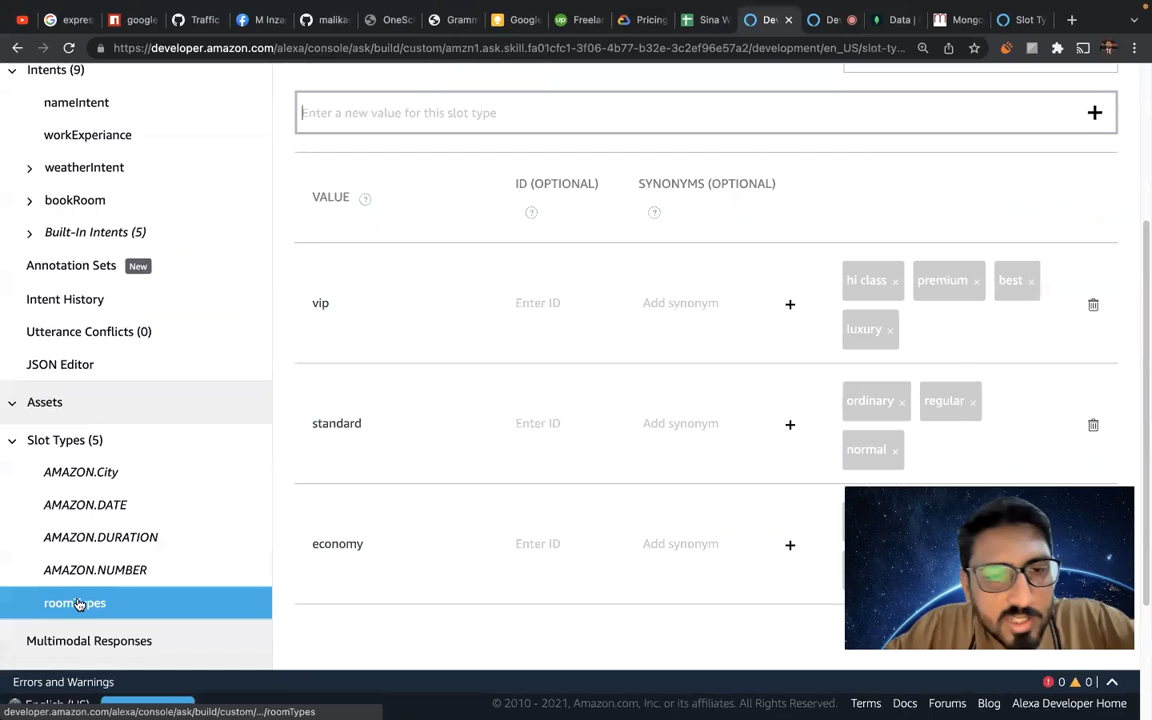 expres
google
Traffic
M Inzar
malika
OneSc
Gramm
Google
Freelan
Pricing
Sina W
Dev
Dev
Data |
Mongo
Slot Ty
https://developer.amazon.com/alexa/console/ask/build/custom/amzn1.ask.skill.fa01cfc1-3f06-4b77-b32e-3c2ef96e57a2/development/en_US/slot-ty...
Intents (9)
nameIntent
workExperiance
weatherIntent
bookRoom
Built-In Intents (5)
Annotation Sets New
Intent History
Utterance Conflicts (0)
JSON Editor
Assets
Slot Types (5)
AMAZON.City
AMAZON.DATE
AMAZON.DURATION
AMAZON.NUMBER
roomTypes
Multimodal Responses
Enter a new value for this slot type
VALUE ID (OPTIONAL) SYNONYMS (OPTIONAL)
vip Enter ID Add synonym hi class × premium × best ×
luxury ×
standard Enter ID Add synonym ordinary × regular ×
normal ×
economy Enter ID Add synonym
Errors and Warnings 0 0
English (US) © 2010 - 2021, Amazon.com, Inc. or its affiliates. All Rights Reserved. Terms Docs Forums Blog Alexa Developer Home
developer.amazon.com/alexa/console/ask/build/custom/.../roomTypes